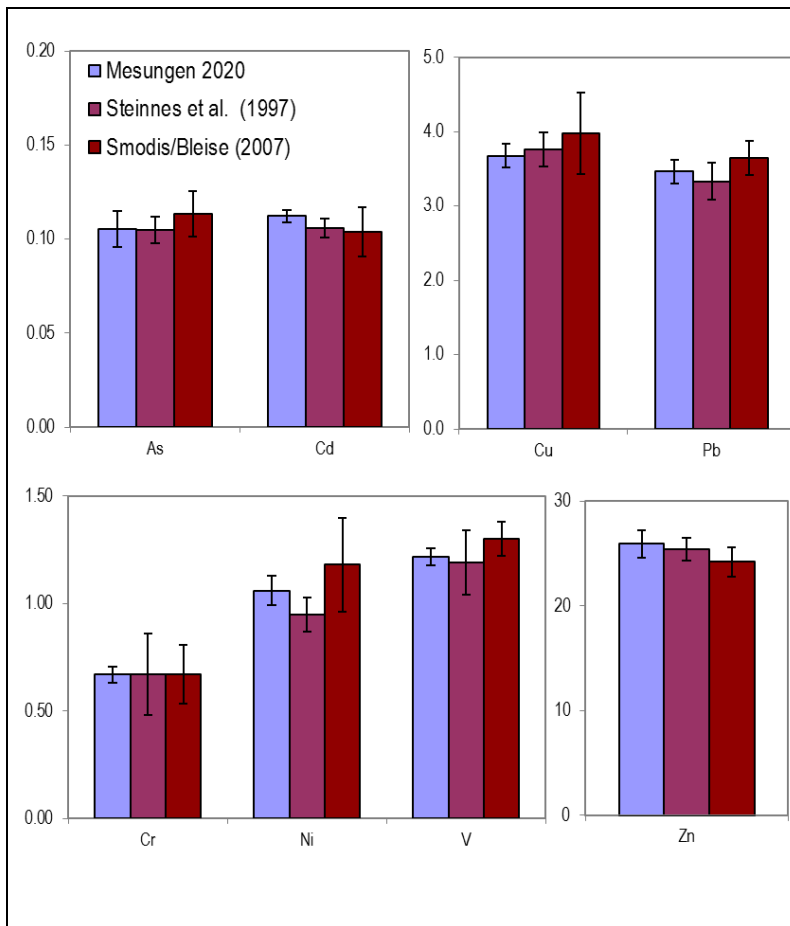 0.20
0.15
0.10
0.05
0.00
Mesungen 2020
Steinnes et al. (1997)
Smodis/Bleise (2007)
As Cd
5.0
4.0
3.0
2.0
1.0
0.0
Cu Pb
1.50
1.00
0.50
0.00
Cr Ni V
30
20
10
0
Zn